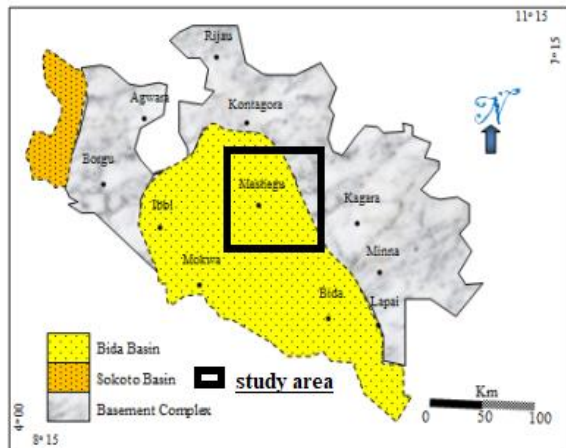 11° 15
7° 15
Rijau
N
Agwara
Kontagora
Borgu
Mashegu
Ibbi
Kagara
Mokwa
Minna
Bida
Lapai
Bida Basin
Sokoto Basin
study area
Basement Complex
Km
0 50 100
4° 00
8° 15